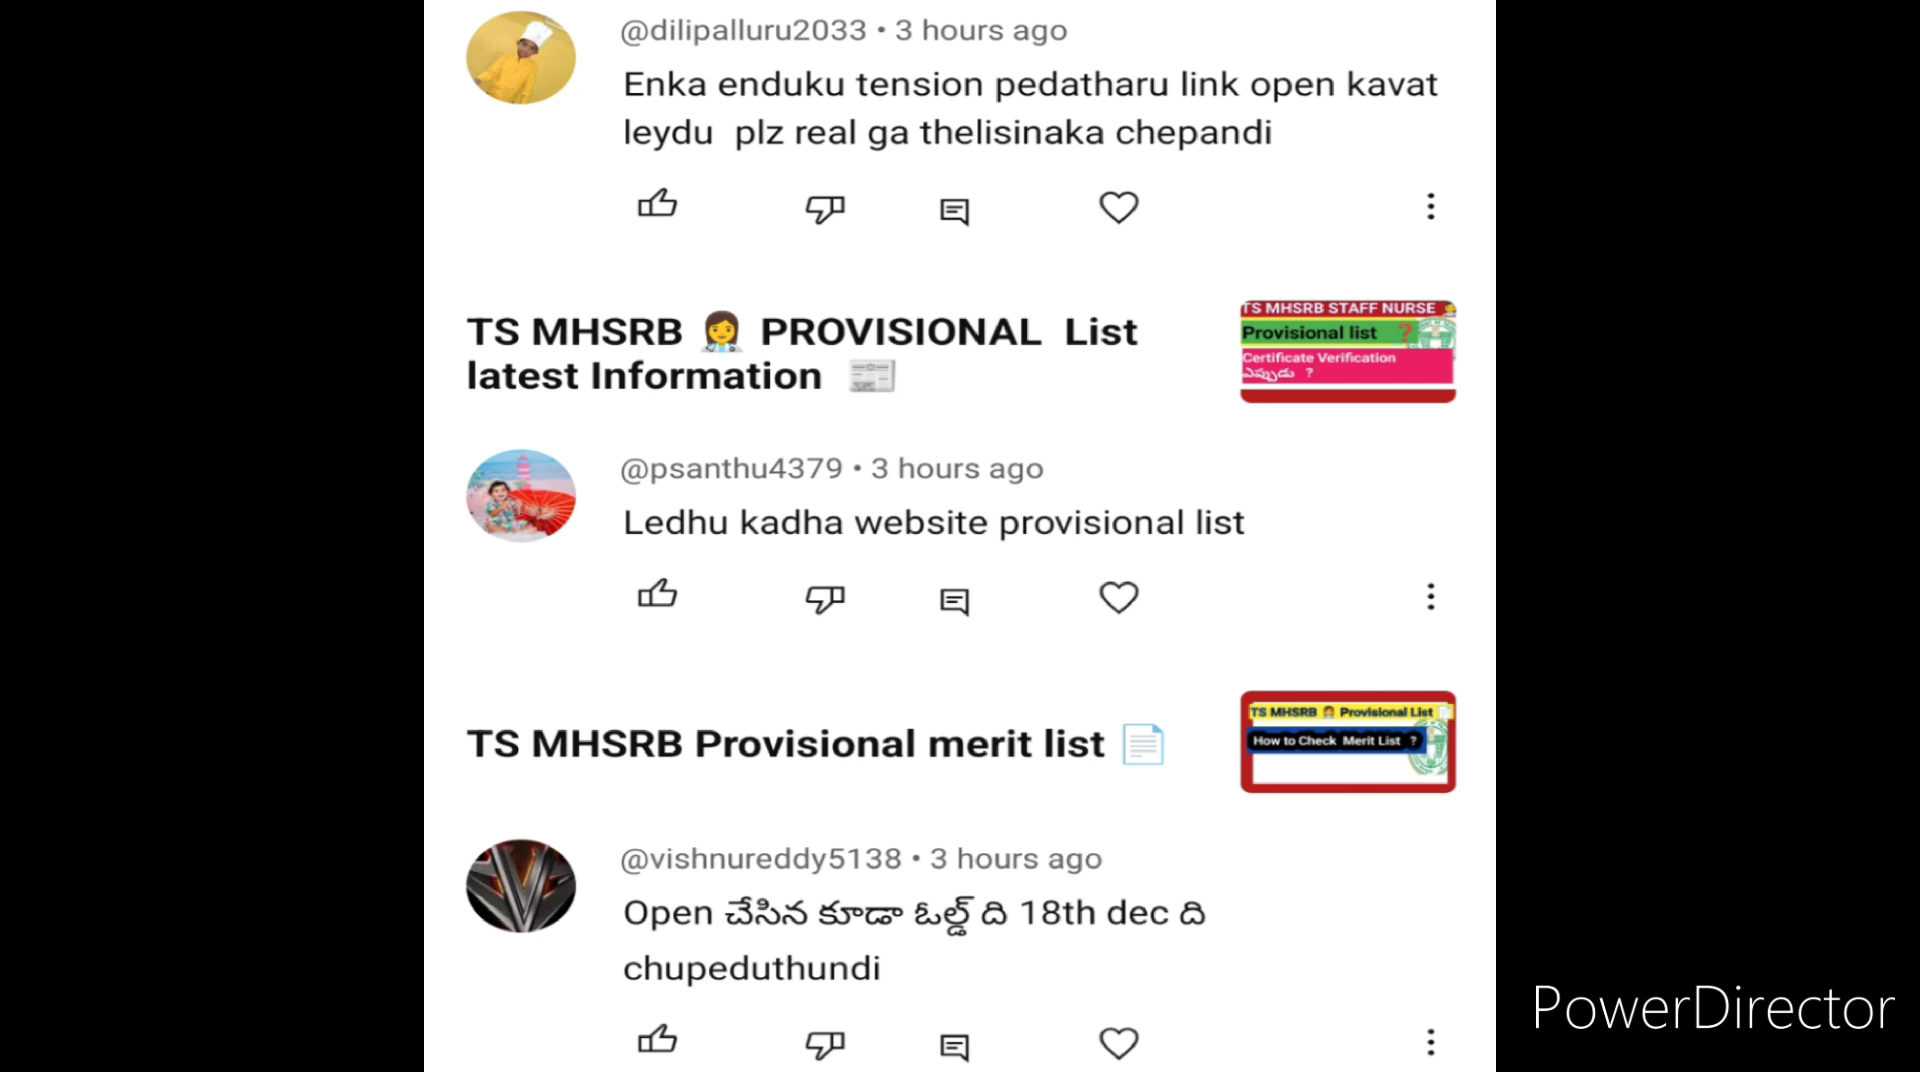 @dilipalluru2033 • 3 hours ago
Enka enduku tension pedatharu link open kavat
leydu plz real ga thelisinaka chepandi
TS MHSRB 👩‍⚕️ PROVISIONAL List
latest Information 📰
TS MHSRB STAFF NURSE
Provisional list ❓
Certificate Verification
ఎప్పుడు ?
@psanthu4379 • 3 hours ago
Ledhu kadha website provisional list
TS MHSRB Provisional merit list 📄
TS MHSRB 👩‍⚕️ Provisional List
How to Check Merit List ?
@vishnureddy5138 • 3 hours ago
Open చేసిన కూడా ఓల్డ్ ది 18th dec ది
chupeduthundi
PowerDirector